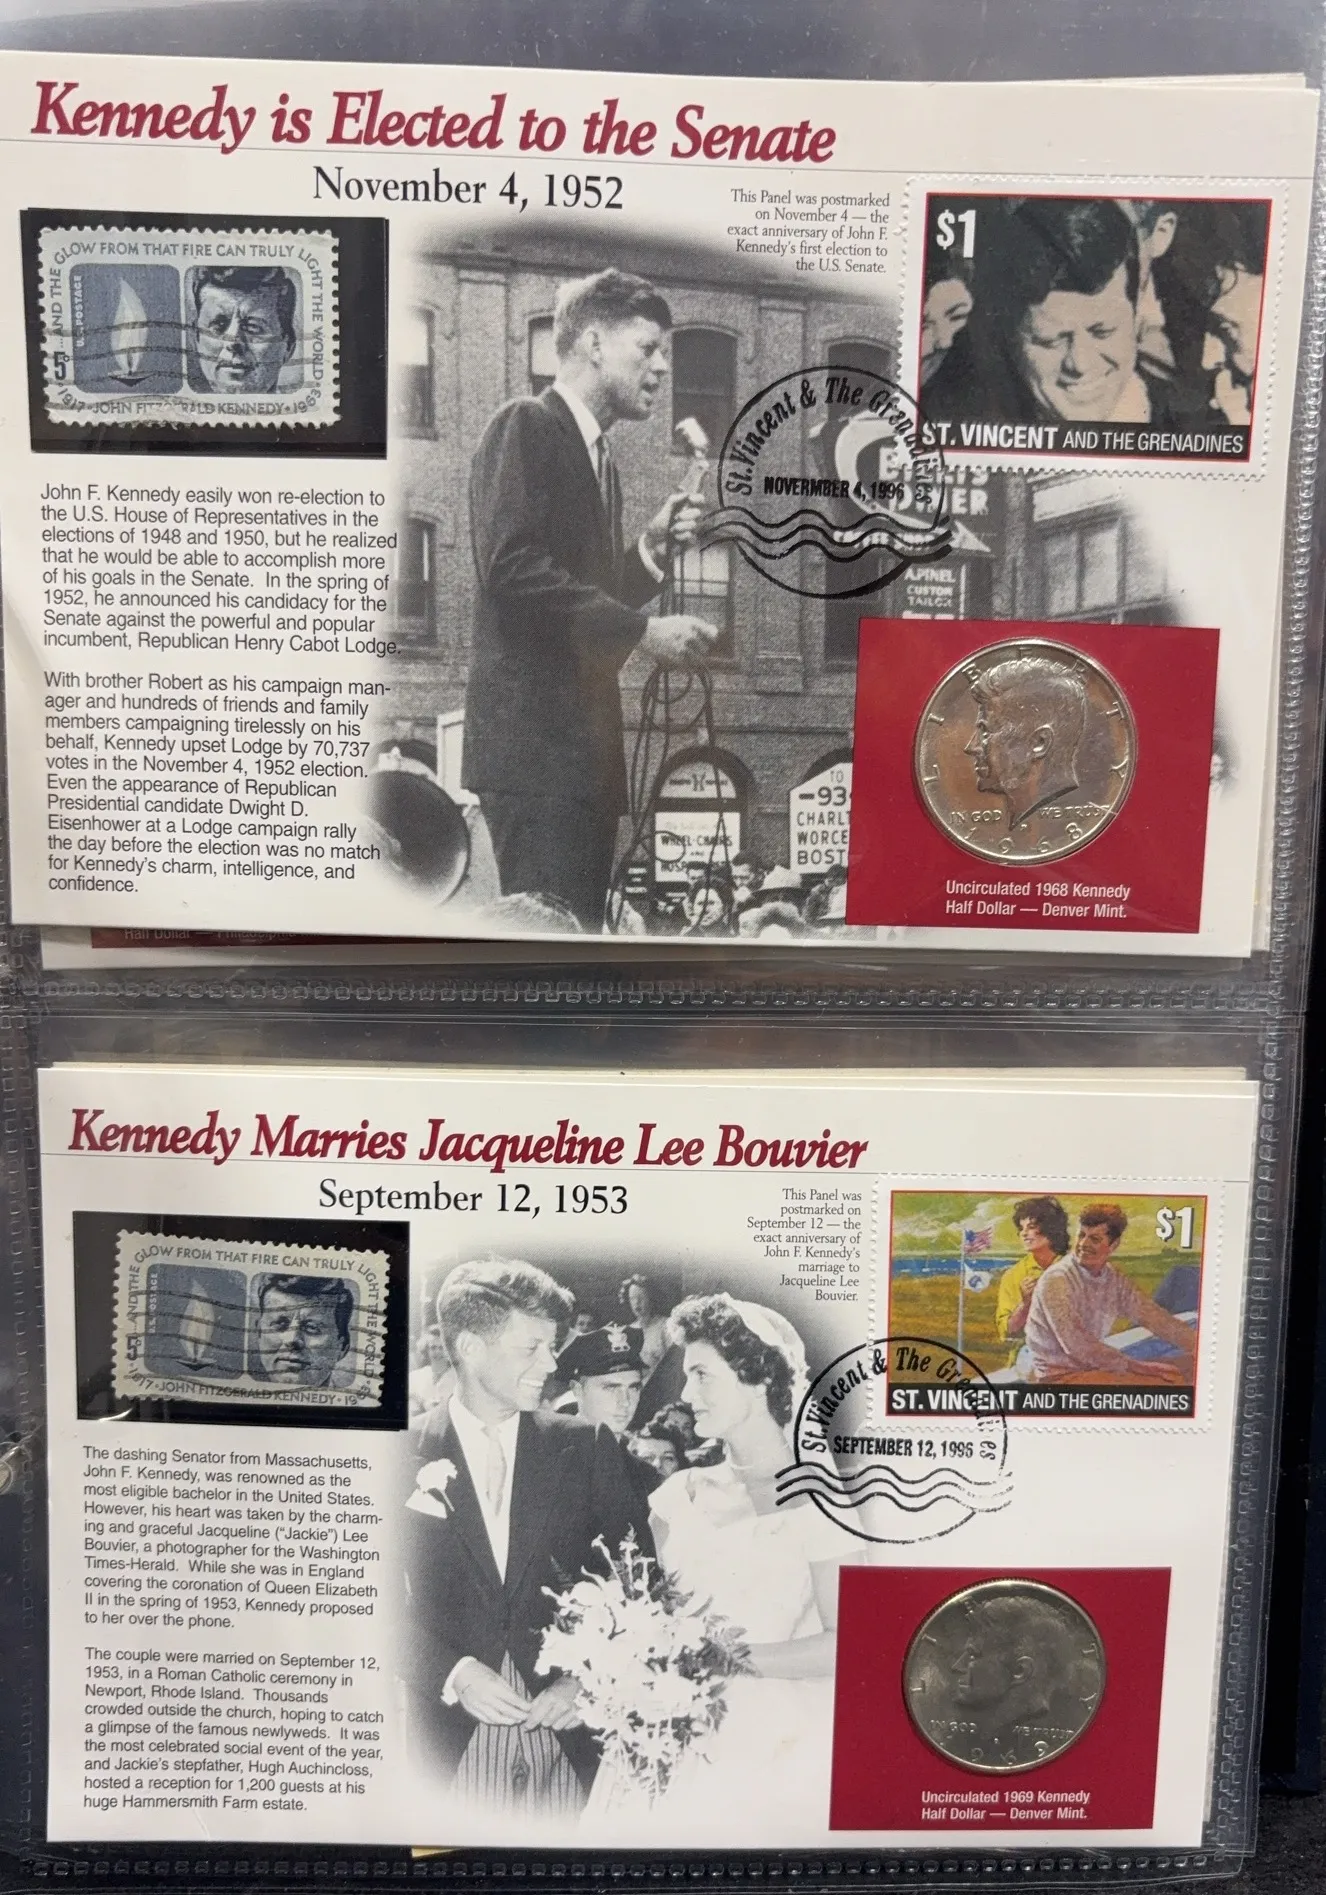 Kennedy is Elected to the Senate
November 4, 1952
This Panel was postmarked
on November 4 — the
exact anniversary of John F.
Kennedy's first election to
the U.S. Senate.
$1
ST. VINCENT AND THE GRENADINES
...AND THE GLOW FROM THAT FIRE CAN TRULY LIGHT THE WORLD
U.S. POSTAGE
5¢
1917·JOHN FITZGERALD KENNEDY·1963
St. Vincent & The Grenadines
NOVERMBER 4, 1996
John F. Kennedy easily won re-election to
the U.S. House of Representatives in the
elections of 1948 and 1950, but he realized
that he would be able to accomplish more
of his goals in the Senate. In the spring of
1952, he announced his candidacy for the
Senate against the powerful and popular
incumbent, Republican Henry Cabot Lodge.
With brother Robert as his campaign man-
ager and hundreds of friends and family
members campaigning tirelessly on his
behalf, Kennedy upset Lodge by 70,737
votes in the November 4, 1952 election.
Even the appearance of Republican
Presidential candidate Dwight D.
Eisenhower at a Lodge campaign rally
the day before the election was no match
for Kennedy's charm, intelligence, and
confidence.
CUSTOM
TAILOR
TO
93
CHARL
WORCE
BOST
WHEEL-CHAIRS
LIBERTY
IN GOD WE TRUST
1968
Uncirculated 1968 Kennedy
Half Dollar — Denver Mint.
Half Dollar — Philadelphia
Kennedy Marries Jacqueline Lee Bouvier
September 12, 1953
This Panel was
postmarked on
September 12 — the
exact anniversary of
John F. Kennedy's
marriage to
Jacqueline Lee
Bouvier.
$1
ST. VINCENT AND THE GRENADINES
AND THE GLOW FROM THAT FIRE CAN TRULY LIGHT THE WORLD
U.S. POSTAGE
5¢
1917·JOHN FITZGERALD KENNEDY·1963
St. Vincent & The Grenadines
SEPTEMBER 12, 1996
The dashing Senator from Massachusetts,
John F. Kennedy, was renowned as the
most eligible bachelor in the United States.
However, his heart was taken by the charm-
ing and graceful Jacqueline ("Jackie") Lee
Bouvier, a photographer for the Washington
Times-Herald. While she was in England
covering the coronation of Queen Elizabeth
II in the spring of 1953, Kennedy proposed
to her over the phone.
The couple were married on September 12,
1953, in a Roman Catholic ceremony in
Newport, Rhode Island. Thousands
crowded outside the church, hoping to catch
a glimpse of the famous newlyweds. It was
the most celebrated social event of the year,
and Jackie's stepfather, Hugh Auchincloss,
hosted a reception for 1,200 guests at his
huge Hammersmith Farm estate.
LIBERTY
IN GOD WE TRUST
1969
Uncirculated 1969 Kennedy
Half Dollar — Denver Mint.